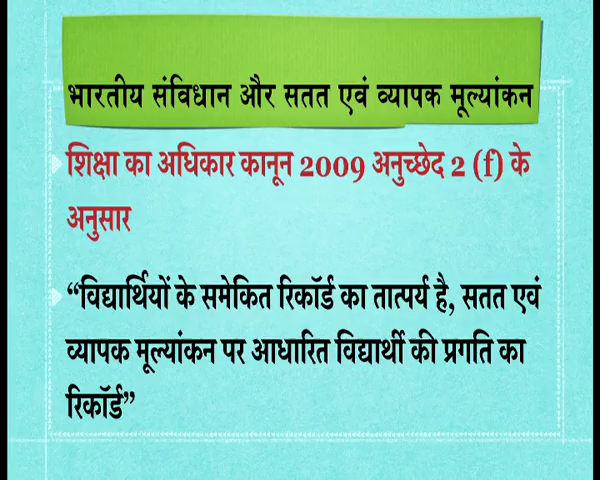 भारतीय संविधान और सतत एवं व्यापक मूल्यांकन
शिक्षा का अधिकार कानून 2009 अनुच्छेद 2 (f) के
अनुसार
“विद्यार्थियों के समेकित रिकॉर्ड का तात्पर्य है, सतत एवं
व्यापक मूल्यांकन पर आधारित विद्यार्थी की प्रगति का
रिकॉर्ड”